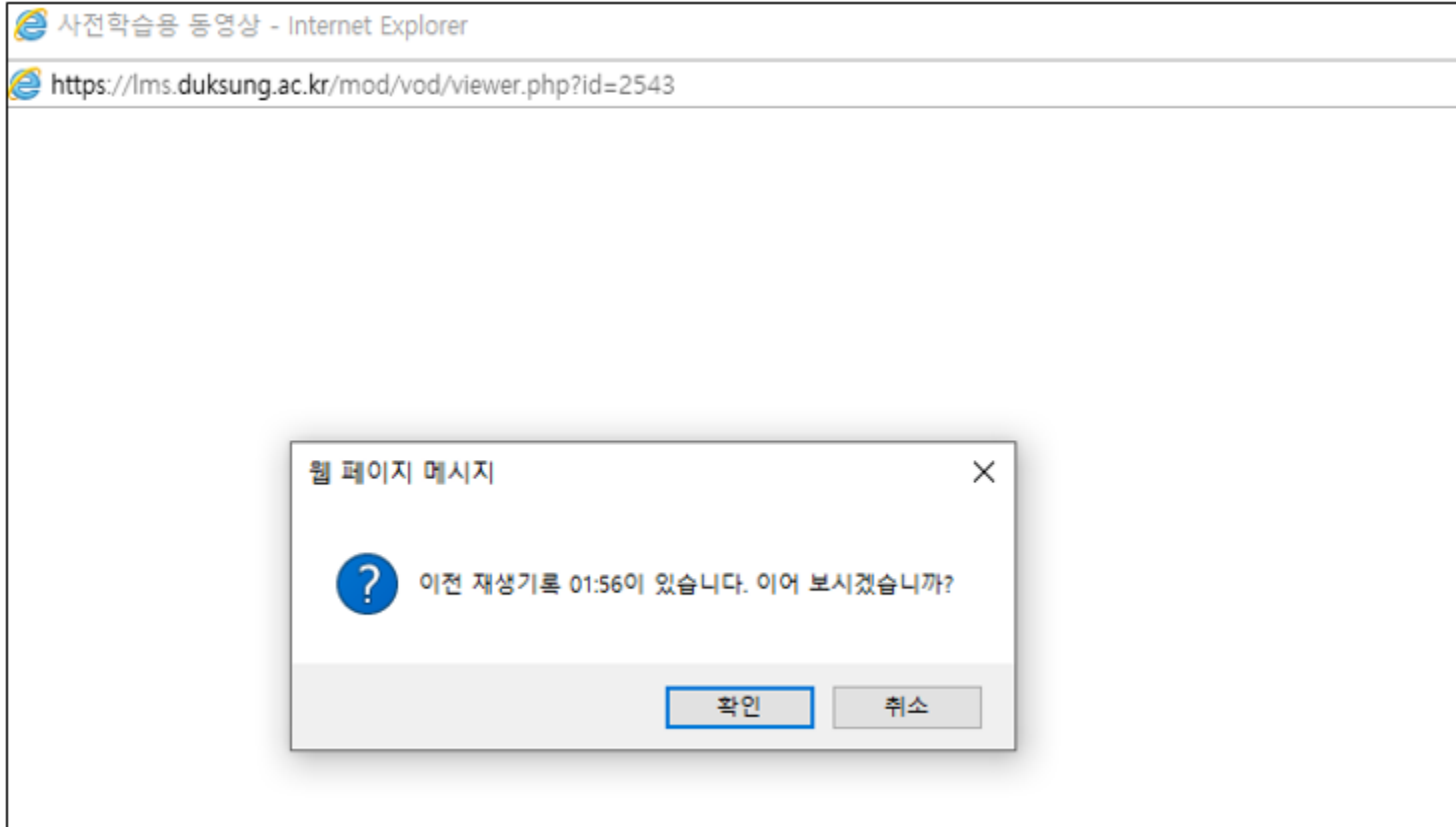 사전학습용 동영상 - Internet Explorer
https://lms.duksung.ac.kr/mod/vod/viewer.php?id=2543
웹 페이지 메시지
이전 재생기록 01:56이 있습니다. 이어 보시겠습니까?
확인 취소